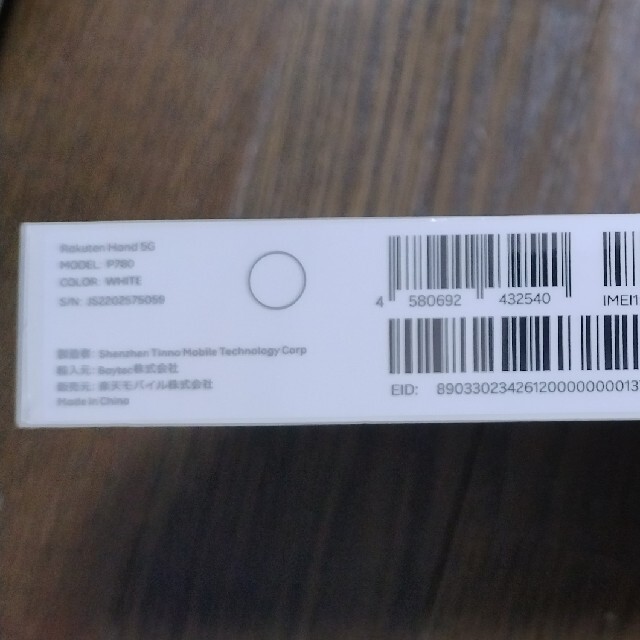 Rakuten Hand 5G
MODEL: P780
COLOR: WHITE
S/N: J52202575059
製造者: Shenzhen Tinno Mobile Technology Corp
輸入元: Baytec株式会社
販売元: 楽天モバイル株式会社
Made in China
4 580692 432540
IMEI1
EID: 8903302342612000000000013